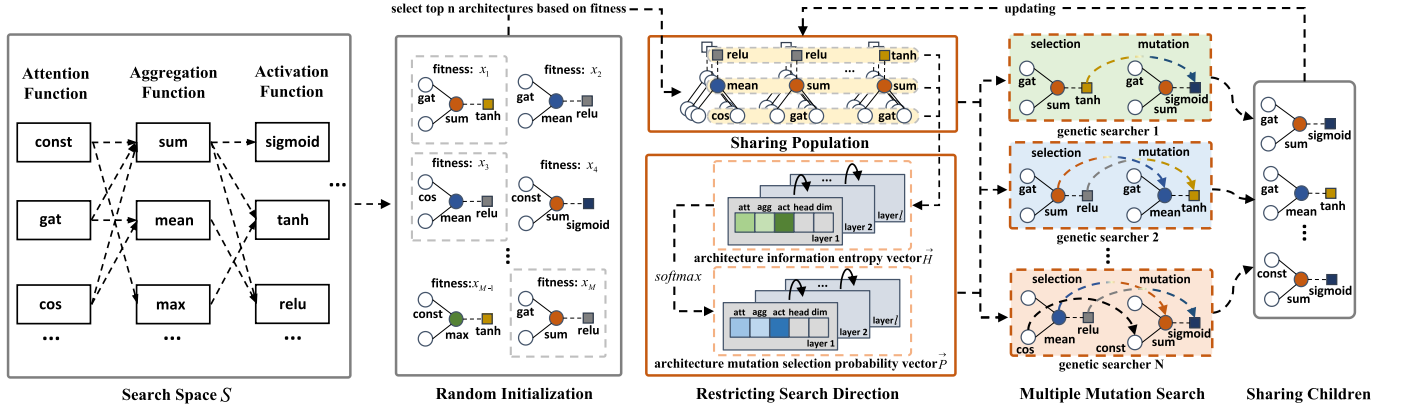 select top n architectures based on fitness
updating
Attention
Function
Aggregation
Function
Activation
Function
const
sum
sigmoid
...
gat
mean
tanh
cos
max
relu
...
...
...
Search Space S
fitness: x1
gat
sum
tanh
fitness: x2
gat
mean
relu
fitness: x3
cos
mean
relu
fitness: x4
const
sum
sigmoid
...
fitness:xM-1
const
max
tanh
fitness: xM
gat
sum
relu
Random Initialization
relu
relu
tanh
...
mean
sum
sum
cos
gat
gat
Sharing Population
...
att agg act head dim
layer 1
layer 2
layer l
architecture information entropy vector H
softmax
...
att agg act head dim
layer 1
layer 2
layer l
architecture mutation selection probability vector P
Restricting Search Direction
selection
mutation
gat
sum
tanh
gat
sum
sigmoid
genetic searcher 1
selection
mutation
gat
sum
relu
gat
mean
tanh
genetic searcher 2
...
selection
mutation
cos
mean
relu
const
sum
sigmoid
genetic searcher N
Multiple Mutation Search
gat
sum
sigmoid
gat
mean
tanh
...
const
sum
sigmoid
Sharing Children